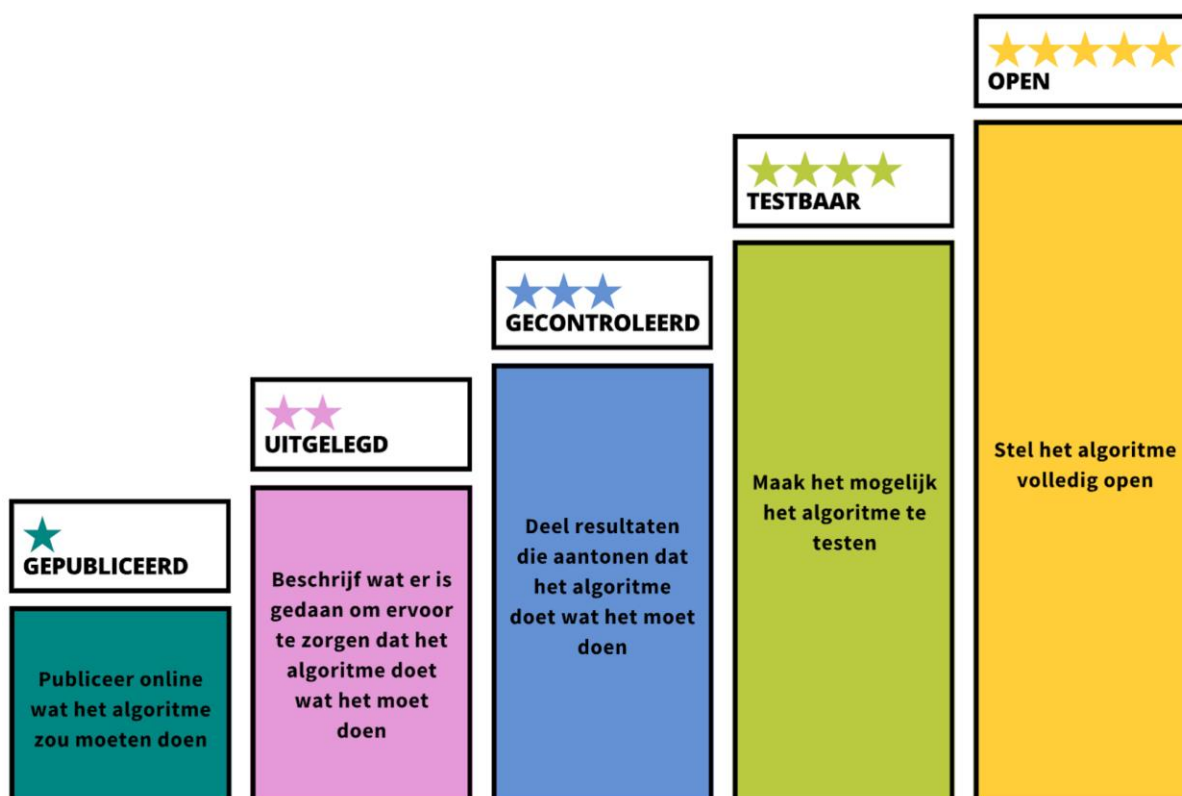 GEPUBLICEERD
Publiceer online
wat het algoritme
zou moeten doen
UITGELEGD
Beschrijf wat er is
gedaan om ervoor
te zorgen dat het
algoritme doet
wat het moet
doen
GECONTROLEERD
Deel resultaten
die aantonen dat
het algoritme
doet wat het moet
doen
TESTBAAR
Maak het mogelijk
het algoritme te
testen
OPEN
Stel het algoritme
volledig open